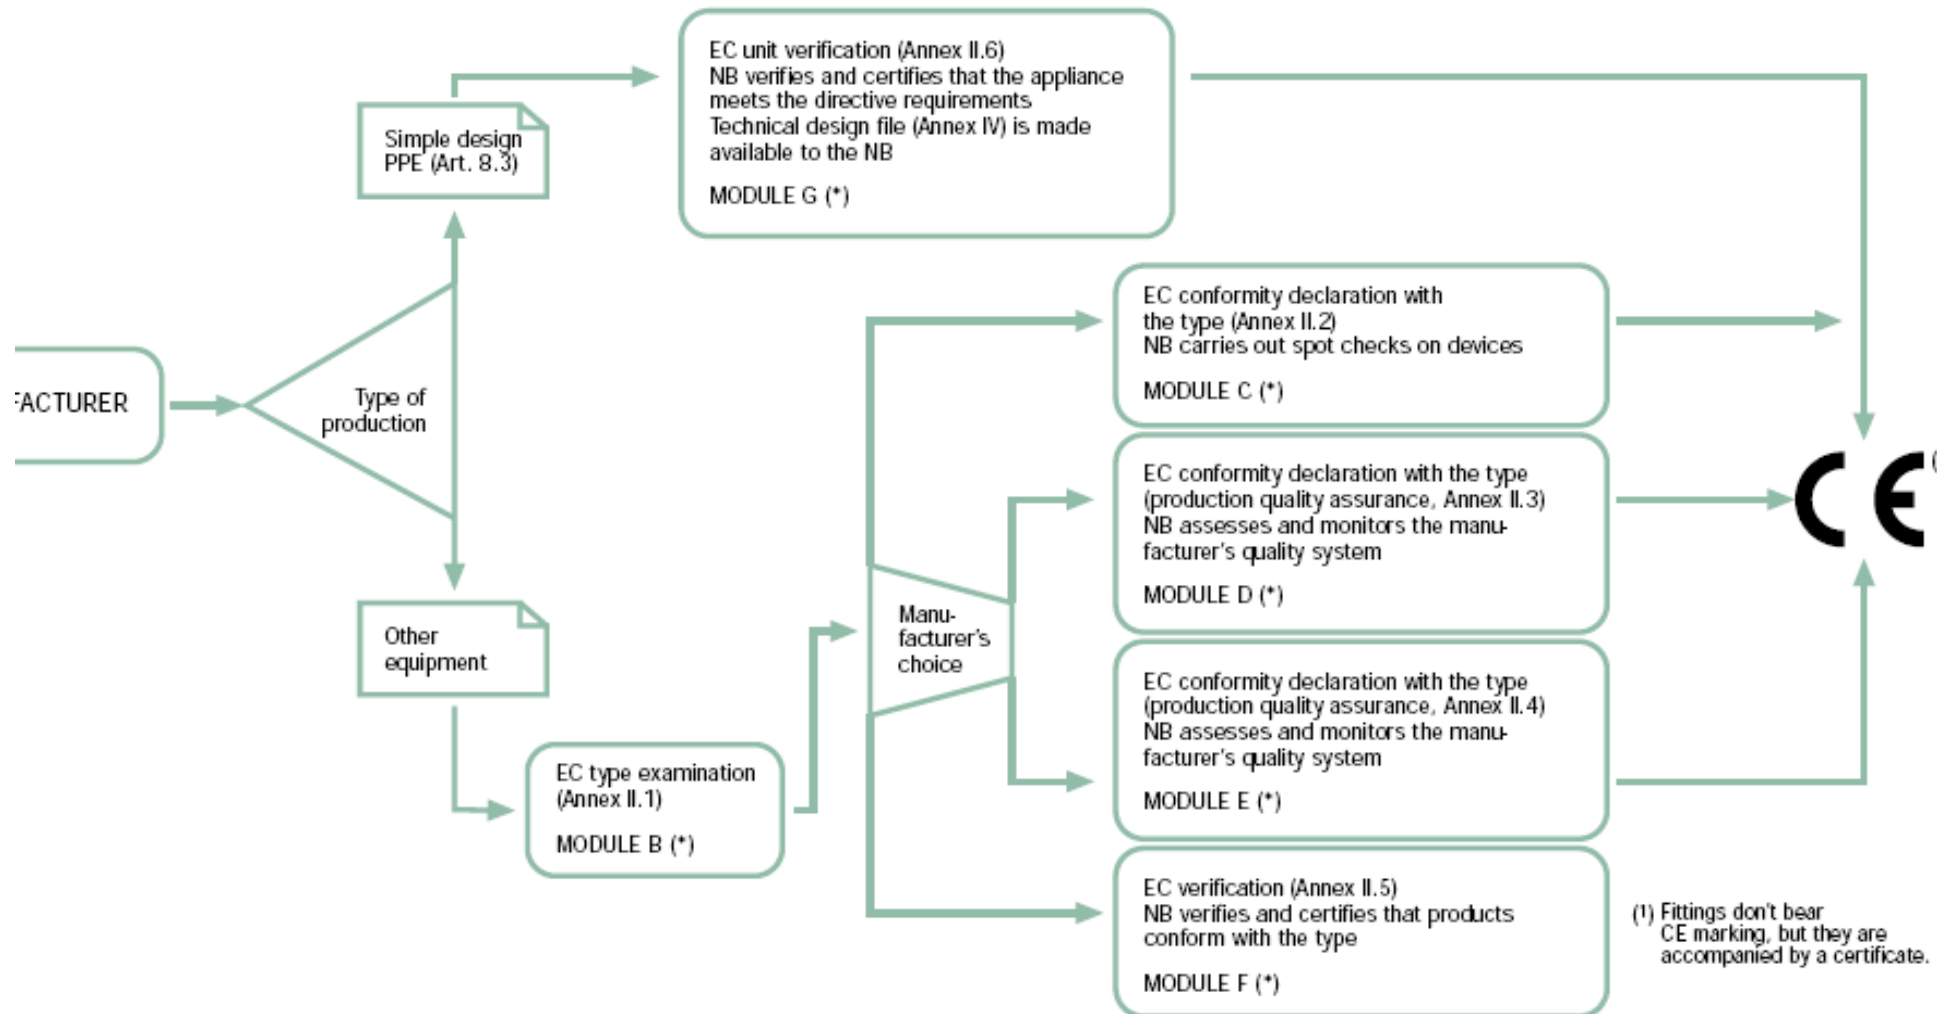 EC unit verification (Annex II.6)
NB verifies and certifies that the appliance
meets the directive requirements
Technical design file (Annex IV) is made
available to the NB
MODULE G (*)
Simple design
PPE (Art. 8.3)
EC conformity declaration with
the type (Annex II.2)
NB carries out spot checks on devices
MODULE C (*)
FACTURER
Type of
production
EC conformity declaration with the type
(production quality assurance, Annex II.3)
NB assesses and monitors the manu-
facturer's quality system
MODULE D (*)
CE (
Other
equipment
Manu-
facturer's
choice
EC conformity declaration with the type
(production quality assurance, Annex II.4)
NB assesses and monitors the manu-
facturer's quality system
MODULE E (*)
EC type examination
(Annex II.1)
MODULE B (*)
EC verification (Annex II.5)
NB verifies and certifies that products
conform with the type
MODULE F (*)
(1) Fittings don't bear
CE marking, but they are
accompanied by a certificate.